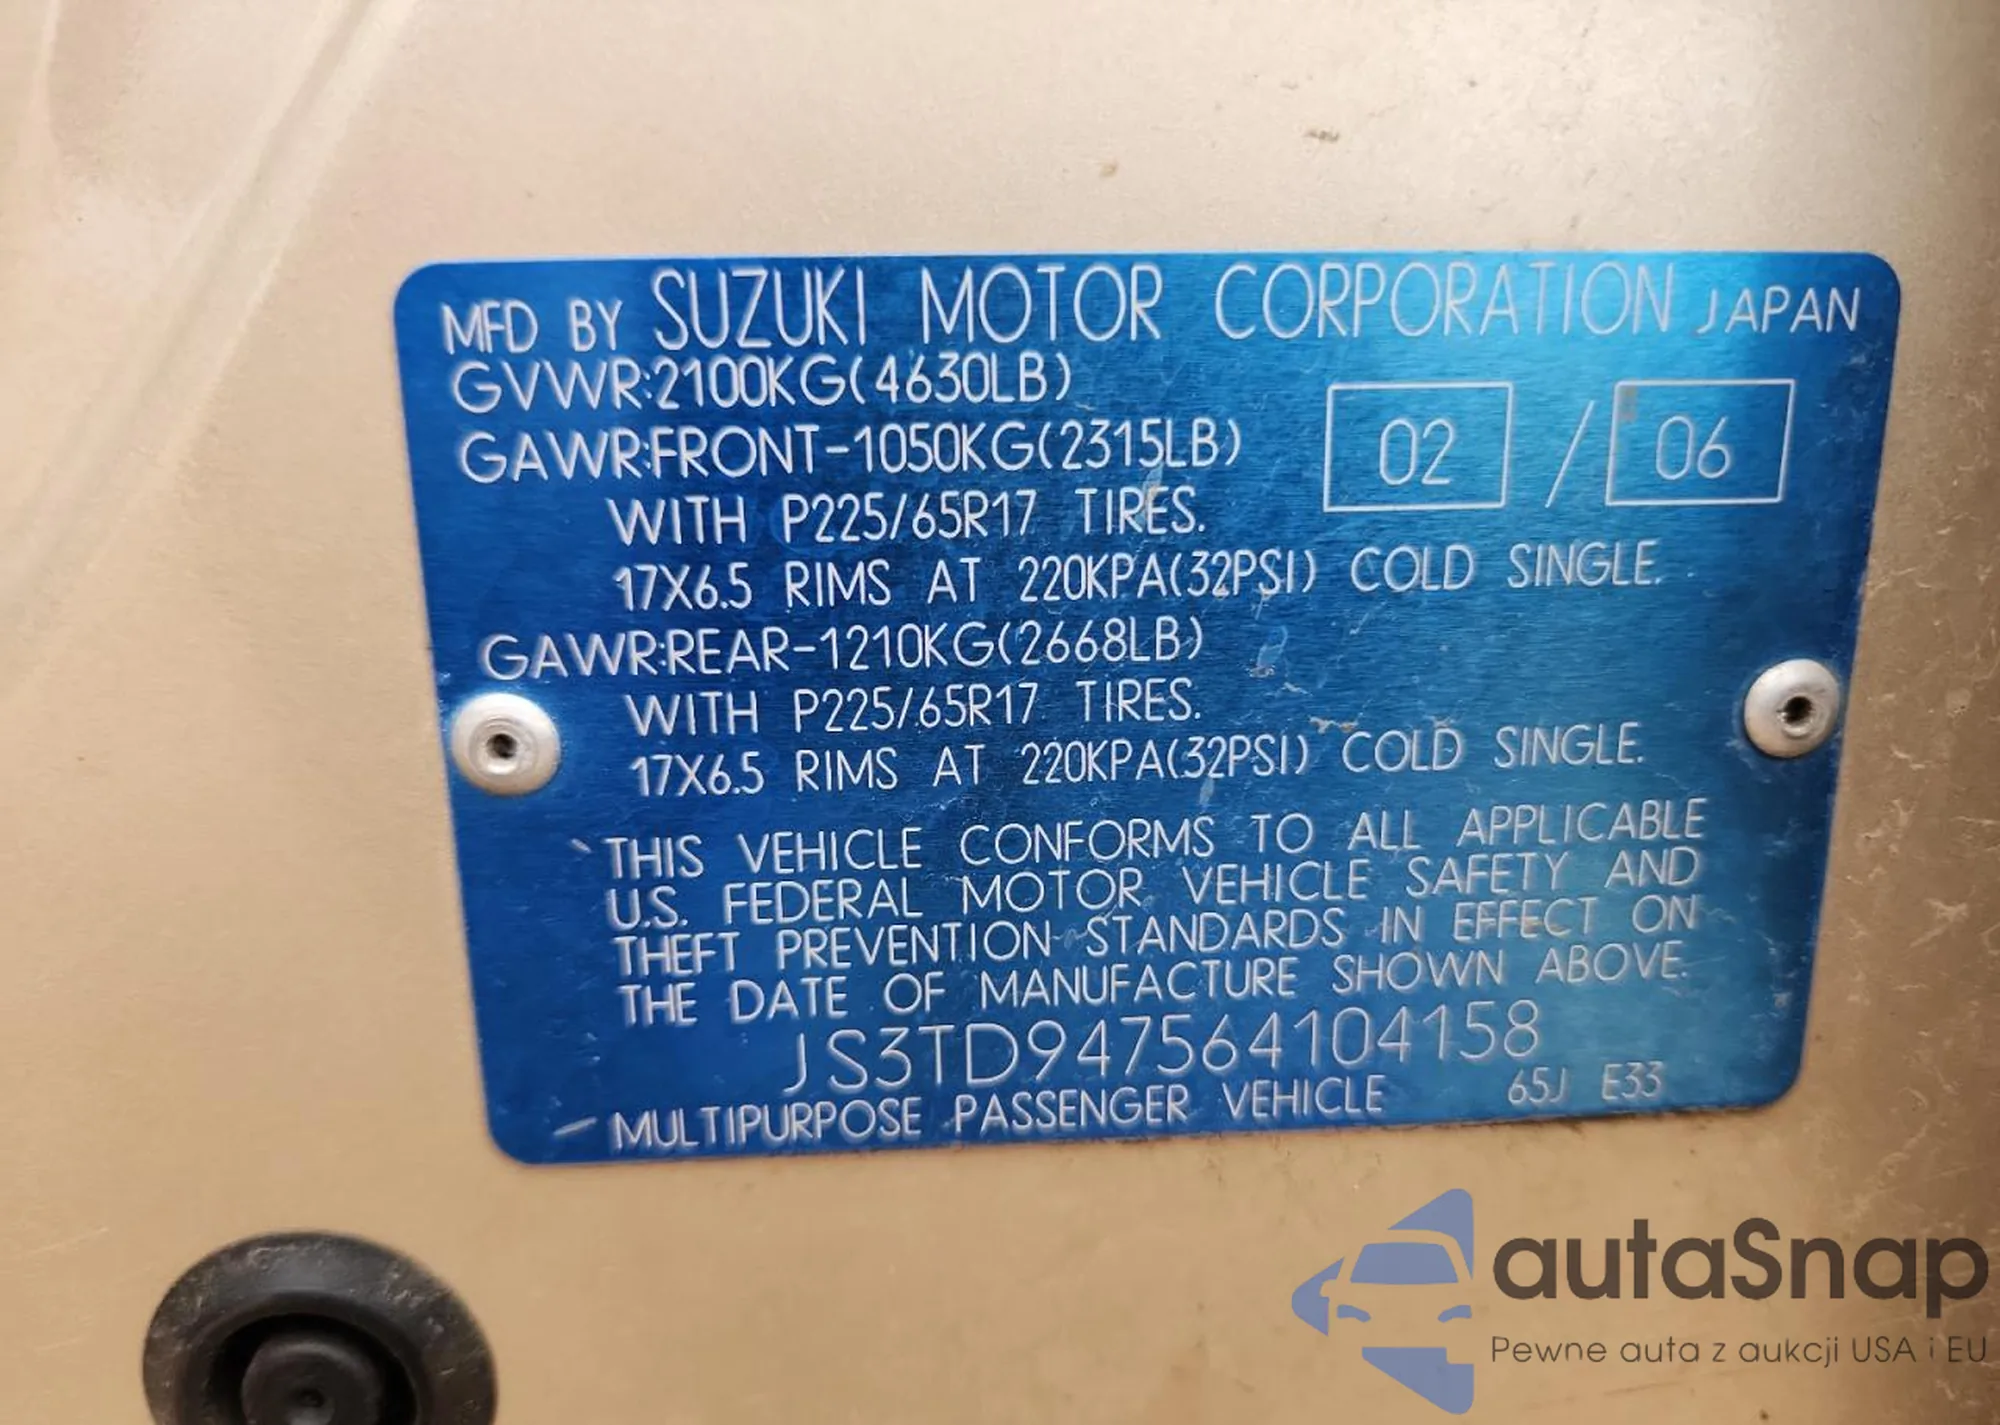 MFD BY SUZUKI MOTOR CORPORATION JAPAN
GVWR:2100KG(4630LB)
02 / 06
GAWR:FRONT-1050KG(2315LB)
WITH P225/65R17 TIRES.
17X6.5 RIMS AT 220KPA(32PSI) COLD SINGLE.
GAWR:REAR-1210KG(2668LB)
WITH P225/65R17 TIRES.
17X6.5 RIMS AT 220KPA(32PSI) COLD SINGLE.
THIS VEHICLE CONFORMS TO ALL APPLICABLE
U.S. FEDERAL MOTOR VEHICLE SAFETY AND
THEFT PREVENTION STANDARDS IN EFFECT ON
THE DATE OF MANUFACTURE SHOWN ABOVE.
JS3TD947564104158
MULTIPURPOSE PASSENGER VEHICLE 65J E33
autaSnap
Pewne auta z aukcji USA i EU